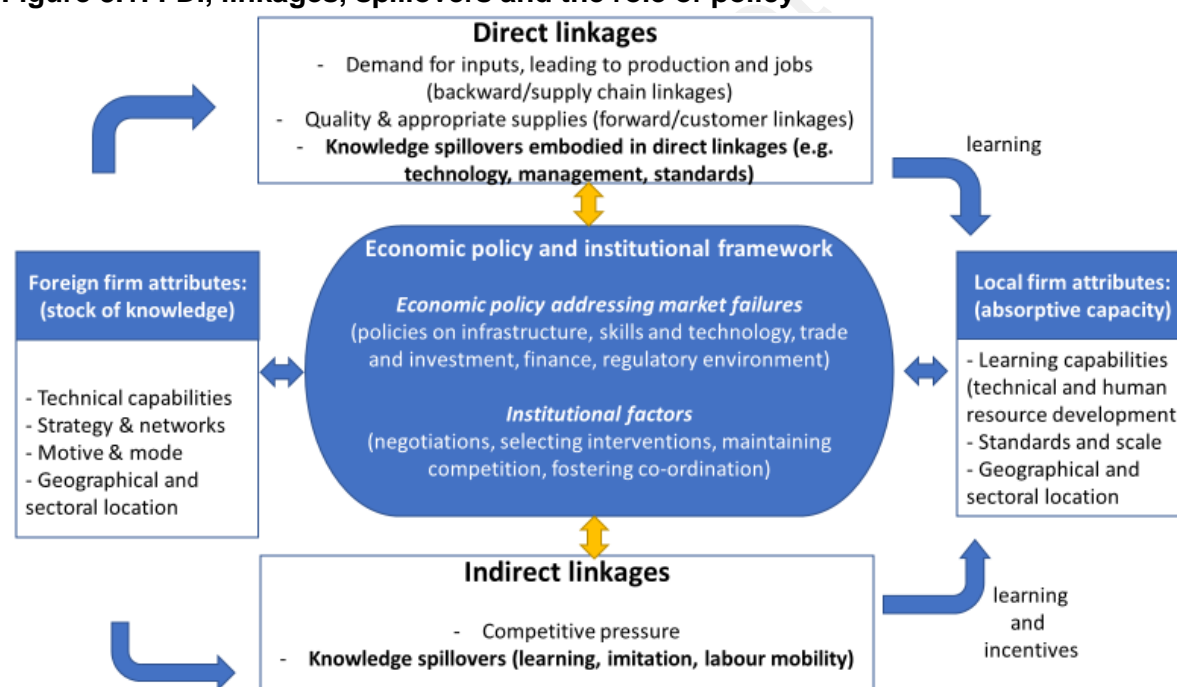 Direct linkages
- Demand for inputs, leading to production and jobs
(backward/supply chain linkages)
- Quality & appropriate supplies (forward/customer linkages)
- Knowledge spillovers embodied in direct linkages (e.g.
technology, management, standards)
learning
Foreign firm attributes:
(stock of knowledge)
- Technical capabilities
- Strategy & networks
- Motive & mode
- Geographical and
sectoral location
Economic policy and institutional framework
Economic policy addressing market failures
(policies on infrastructure, skills and technology, trade
and investment, finance, regulatory environment)
Institutional factors
(negotiations, selecting interventions, maintaining
competition, fostering co-ordination)
Local firm attributes:
(absorptive capacity)
- Learning capabilities
(technical and human
resource development
- Standards and scale
- Geographical and
sectoral location
Indirect linkages
- Competitive pressure
- Knowledge spillovers (learning, imitation, labour mobility)
learning
and
incentives